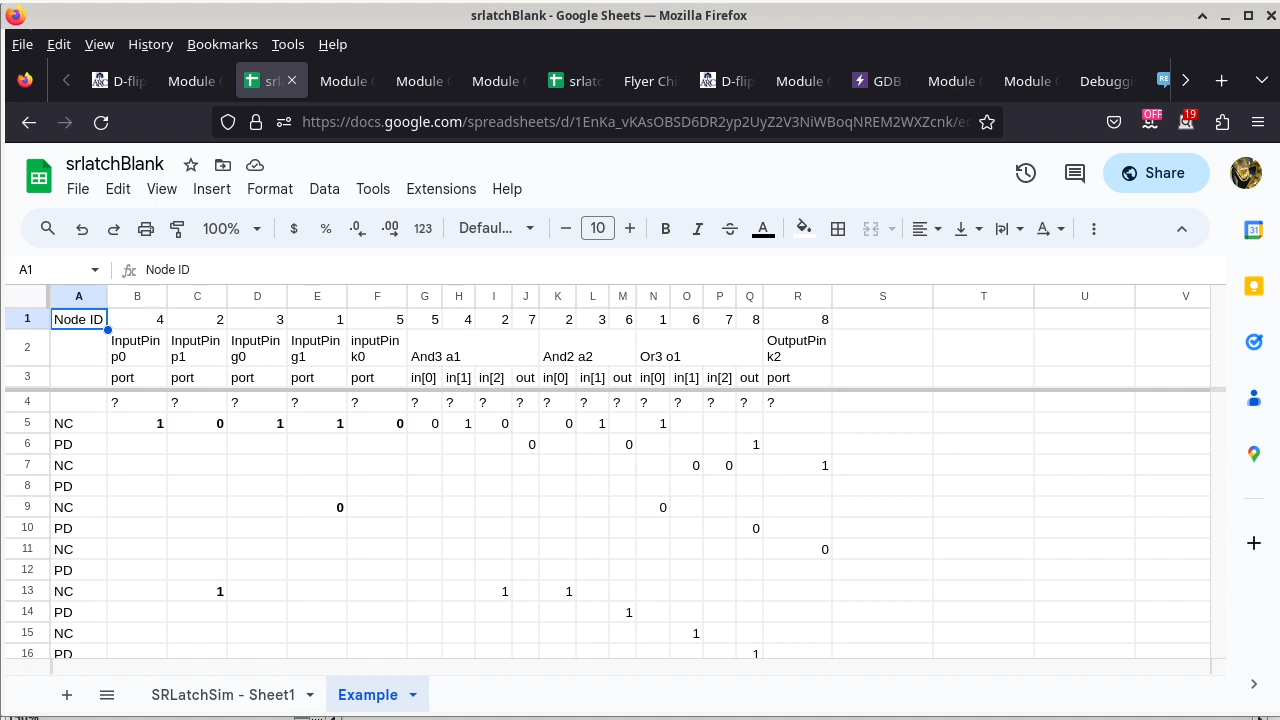 srlatchBlank - Google Sheets — Mozilla Firefox
File Edit View History Bookmarks Tools Help
D-flip Module srl Module Module Module srlatc Flyer Chi D-flip Module GDB Module Module Debuggi RE
https://docs.google.com/spreadsheets/d/1EnKa_vKAsOBSD6DR2yp2UyZ2V3NiWBoqNREM2WXZcnk/ec OFF 19
srlatchBlank
File Edit View Insert Format Data Tools Extensions Help
Share
100% $ % .0 .00 123 Defaul... 10 B I A A
A1 fx Node ID 31
A B C D E F G H I J K L M N O P Q R S T U V
1 Node ID 4 2 3 1 5 5 4 2 7 2 3 6 1 6 7 8 8
2 InputPin InputPin InputPin InputPin inputPin OutputPin
p0 p1 g0 g1 k0 And3 a1 And2 a2 Or3 o1 k2
3 port port port port port in[0] in[1] in[2] out in[0] in[1] out in[0] in[1] in[2] out port
4 ? ? ? ? ? ? ? ? ? ? ? ? ? ? ? ? ?
5 NC 1 0 1 1 0 0 1 0 0 1 1
6 PD 0 0 1
7 NC 0 0 1
8 PD
9 NC 0 0
10 PD 0
11 NC 0
12 PD
13 NC 1 1 1
14 PD 1
15 NC 1
16 PD 1
SRLatchSim - Sheet1 Example